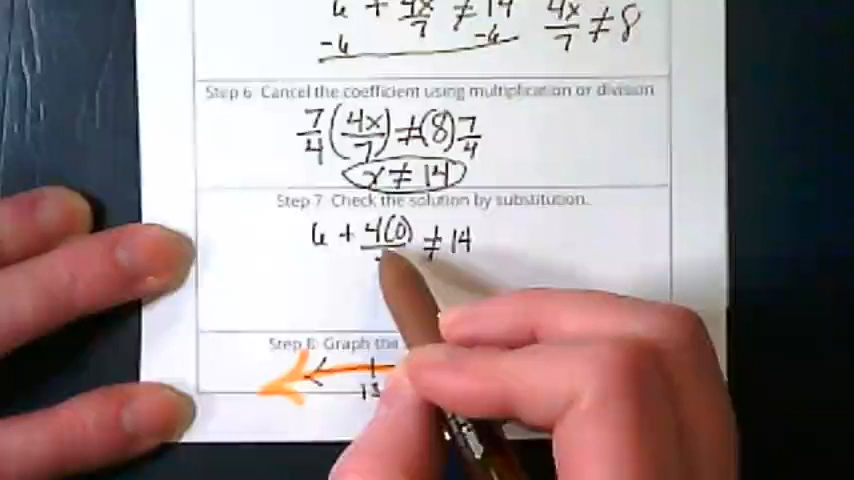 6 + 4x/7 ≠ 14 4x/7 ≠ 8
-6 -6
Step 6 Cancel the coefficient using multiplication or division
7/4 (4x/7) ≠ (8) 7/4
x ≠ 14
Step 7 Check the solution by substitution.
6 + 4(0)/ ≠ 14
Step 8: Graph the